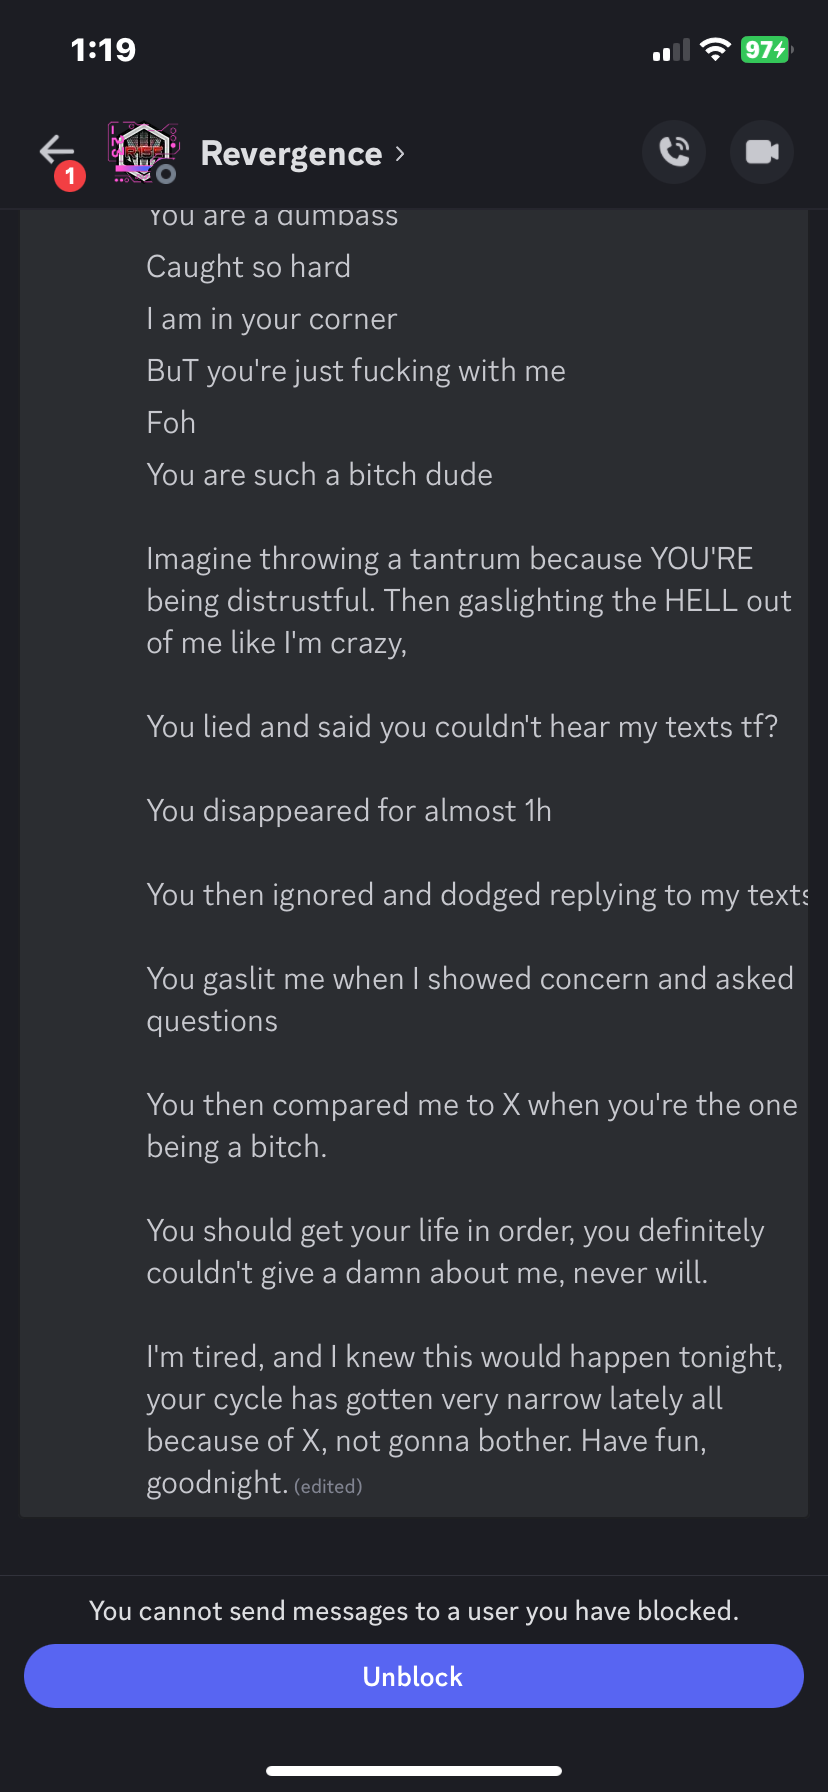 1:19
97
1
RISE
Revergence
You are a dumbass
Caught so hard
I am in your corner
BuT you're just fucking with me
Foh
You are such a bitch dude
Imagine throwing a tantrum because YOU'RE
being distrustful. Then gaslighting the HELL out
of me like I'm crazy,
You lied and said you couldn't hear my texts tf?
You disappeared for almost 1h
You then ignored and dodged replying to my texts
You gaslit me when I showed concern and asked
questions
You then compared me to X when you're the one
being a bitch.
You should get your life in order, you definitely
couldn't give a damn about me, never will.
I'm tired, and I knew this would happen tonight,
your cycle has gotten very narrow lately all
because of X, not gonna bother. Have fun,
goodnight. (edited)
You cannot send messages to a user you have blocked.
Unblock